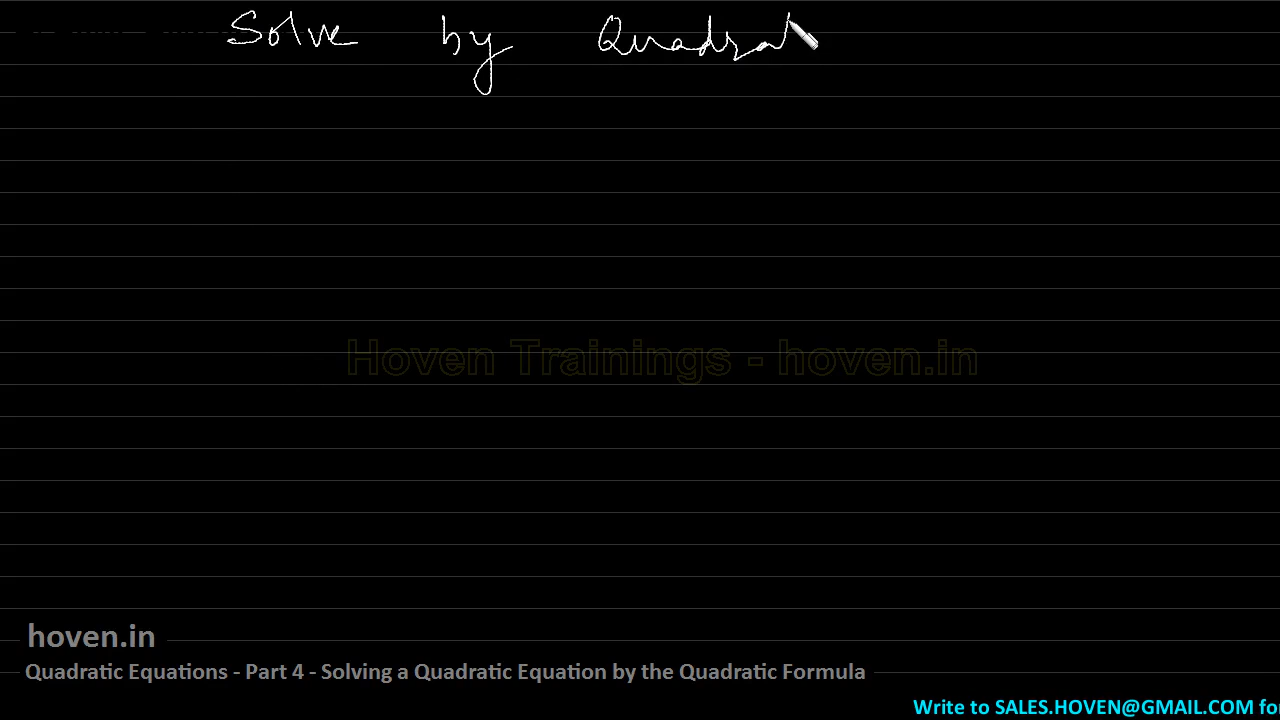 Solve by Quadrat
Hoven Trainings - hoven.in
hoven.in
Quadratic Equations - Part 4 - Solving a Quadratic Equation by the Quadratic Formula
Write to SALES.HOVEN@GMAIL.COM fo